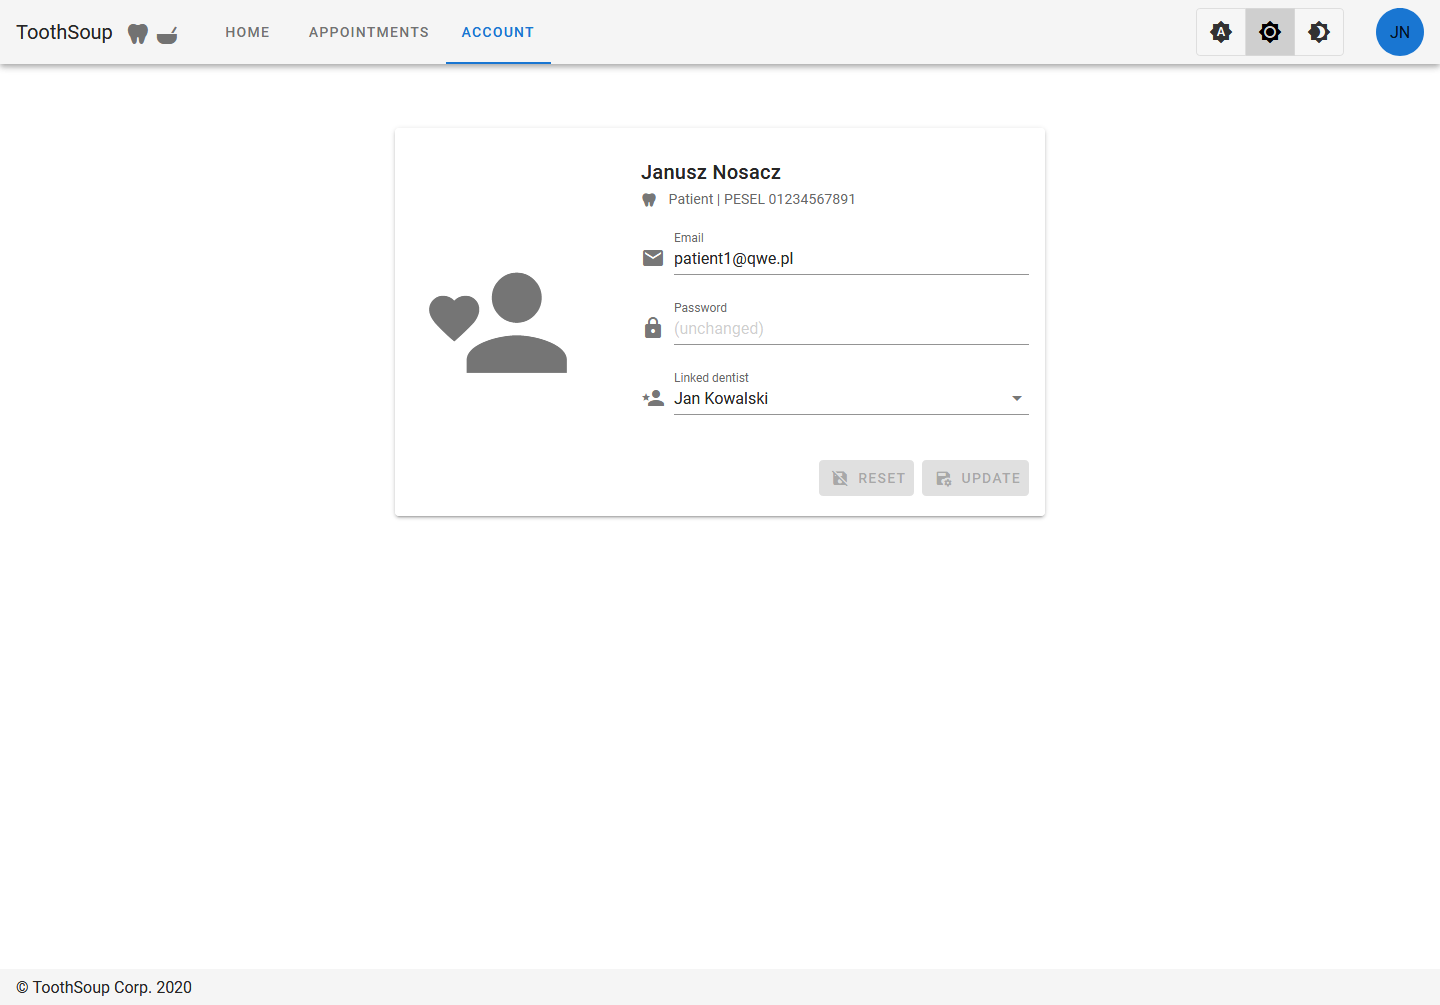 ToothSoup
HOME
APPOINTMENTS
ACCOUNT
A
JN
Janusz Nosacz
Patient | PESEL 01234567891
Email
patient1@qwe.pl
Password
(unchanged)
Linked dentist
Jan Kowalski
RESET
UPDATE
© ToothSoup Corp. 2020